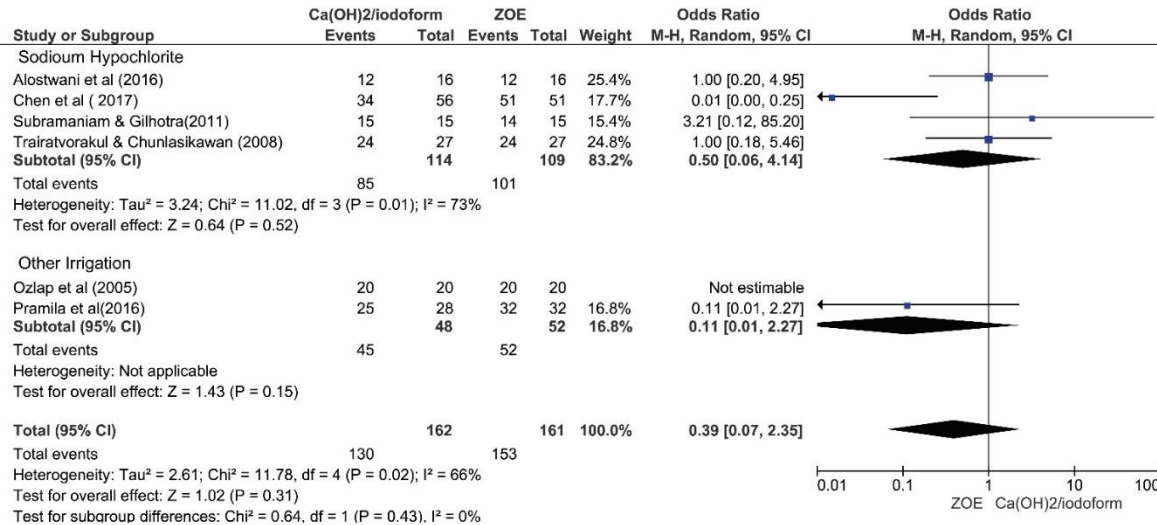 Ca(OH)2/iodoform ZOE Odds Ratio Odds Ratio
Study or Subgroup Events Total Events Total Weight M-H, Random, 95% CI M-H, Random, 95% CI
Sodioum Hypochlorite
Alostwani et al (2016) 12 16 12 16 25.4% 1.00 [0.20, 4.95]
Chen et al ( 2017) 34 56 51 51 17.7% 0.01 [0.00, 0.25]
Subramaniam & Gilhotra(2011) 15 15 14 15 15.4% 3.21 [0.12, 85.20]
Trairatvorakul & Chunlasikawan (2008) 24 27 24 27 24.8% 1.00 [0.18, 5.46]
Subtotal (95% CI) 114 109 83.2% 0.50 [0.06, 4.14]
Total events 85 101
Heterogeneity: Tau² = 3.24; Chi² = 11.02, df = 3 (P = 0.01); I² = 73%
Test for overall effect: Z = 0.64 (P = 0.52)
Other Irrigation
Ozlap et al (2005) 20 20 20 20 Not estimable
Pramila et al(2016) 25 28 32 32 16.8% 0.11 [0.01, 2.27]
Subtotal (95% CI) 48 52 16.8% 0.11 [0.01, 2.27]
Total events 45 52
Heterogeneity: Not applicable
Test for overall effect: Z = 1.43 (P = 0.15)
Total (95% CI) 162 161 100.0% 0.39 [0.07, 2.35]
Total events 130 153
Heterogeneity: Tau² = 2.61; Chi² = 11.78, df = 4 (P = 0.02); I² = 66%
Test for overall effect: Z = 1.02 (P = 0.31)
Test for subgroup differences: Chi² = 0.64, df = 1 (P = 0.43), I² = 0%
0.01 0.1 1 10 100
ZOE Ca(OH)2/iodoform